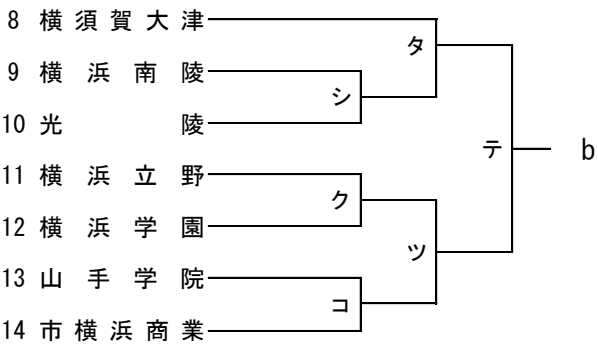 8 横須賀大津
タ
9 横浜南陵
シ
10 光陵
テ b
11 横浜立野
ク
12 横浜学園
ツ
13 山手学院
コ
14 市横浜商業